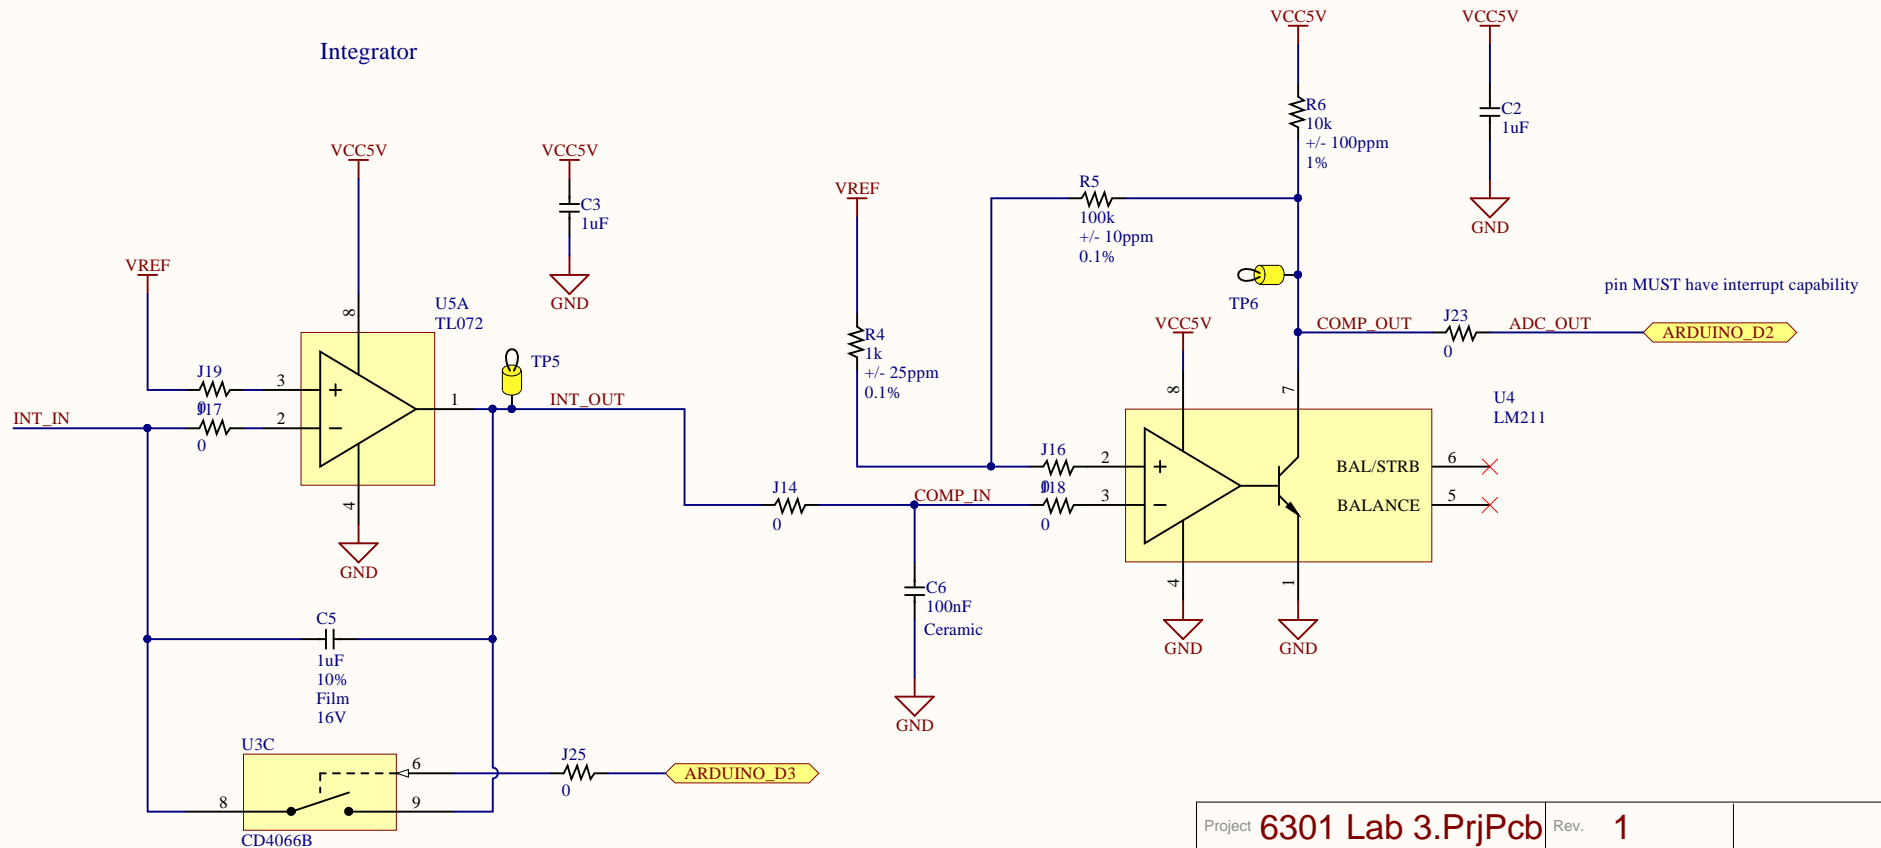 Integrator
VCC5V
VCC5V
C3
1uF
GND
VREF
U5A
TL072
8
J19
0
3
J17
0
2
INT_IN
1
4
GND
TP5
INT_OUT
C5
1uF
10%
Film
16V
U3C
CD4066B
6
8
9
J25
0
ARDUINO_D3
VREF
R4
1k
+/- 25ppm
0.1%
J14
0
COMP_IN
C6
100nF
Ceramic
GND
R5
100k
+/- 10ppm
0.1%
VCC5V
R6
10k
+/- 100ppm
1%
VCC5V
C2
1uF
GND
TP6
VCC5V
8
7
J16
0
2
J18
0
3
4
1
GND
GND
COMP_OUT
J23
0
ADC_OUT
ARDUINO_D2
pin MUST have interrupt capability
U4
LM211
BAL/STRB
6
BALANCE
5
Project 6301 Lab 3.PrjPcb Rev. 1